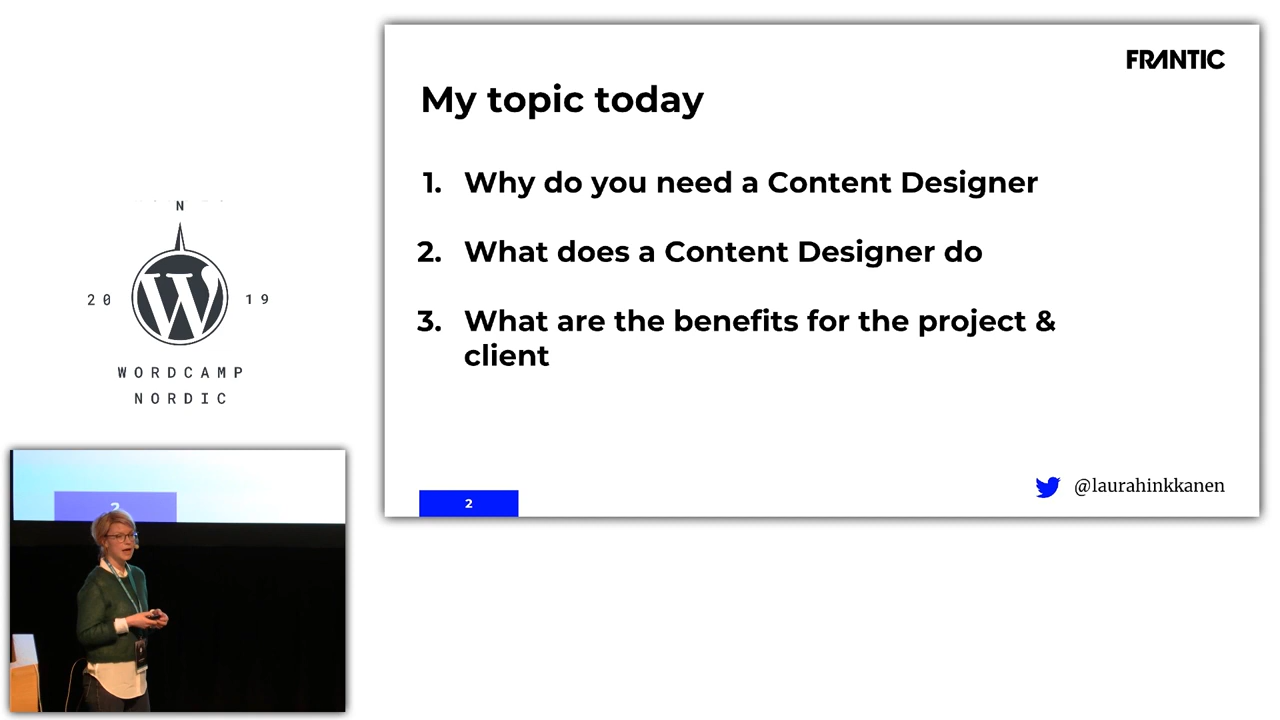 FRANTIC
My topic today
1. Why do you need a Content Designer
2. What does a Content Designer do
3. What are the benefits for the project &
client
2
@laurahinkkanen
N
W
20 19
WORDCAMP
NORDIC
2